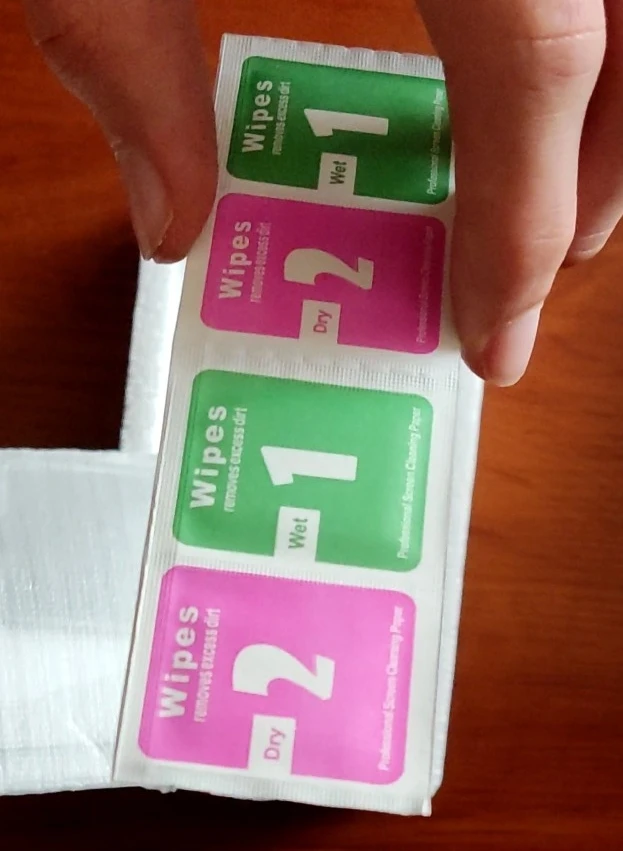 Wipes
removes excess dirt
1
Wet
Professional Screen Cleaning Paper
Wipes
removes excess dirt
2
Dry
Professional Screen Cleaning Paper
Wipes
removes excess dirt
1
Wet
Professional Screen Cleaning Paper
Wipes
removes excess dirt
2
Dry
Professional Screen Cleaning Paper